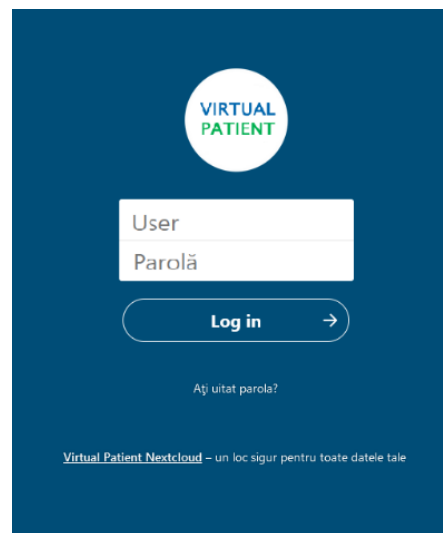 VIRTUAL
PATIENT
User
Parolă
Log in
Aţi uitat parola?
Virtual Patient Nextcloud – un loc sigur pentru toate datele tale